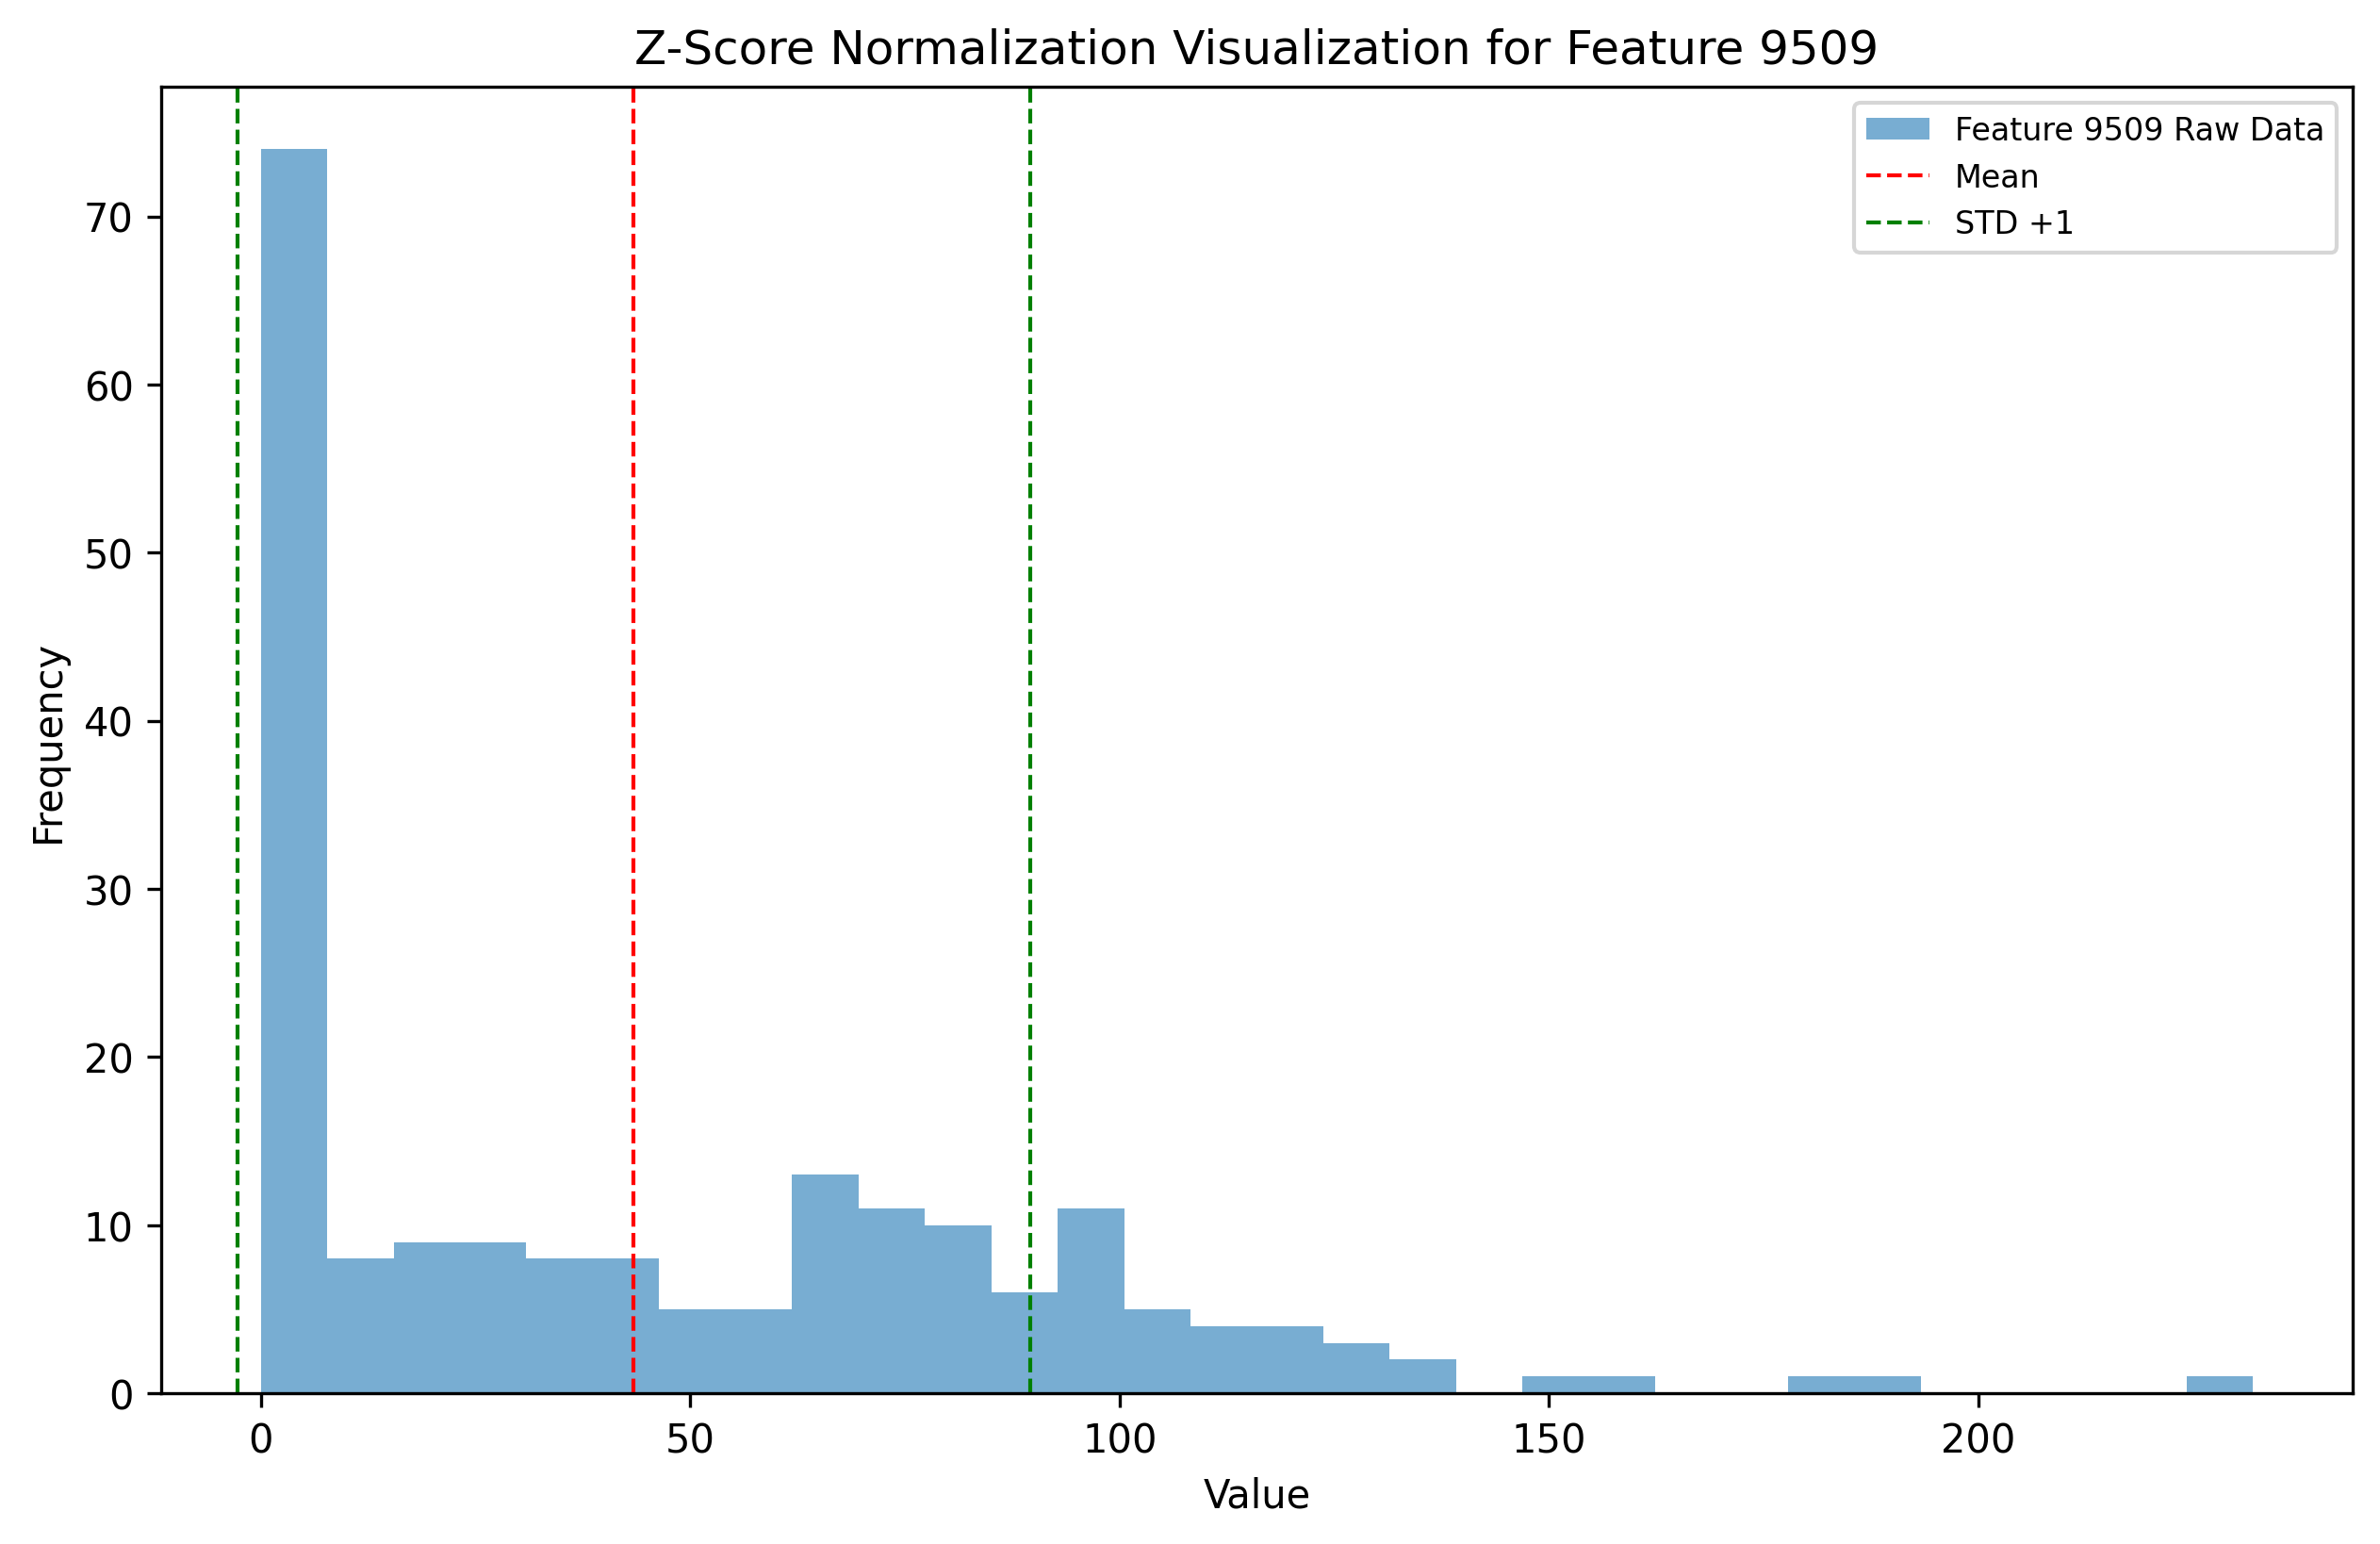 Z-Score Normalization Visualization for Feature 9509
Feature 9509 Raw Data
Mean
STD +1
Frequency
70
60
50
40
30
20
10
0
0 50 100 150 200
Value